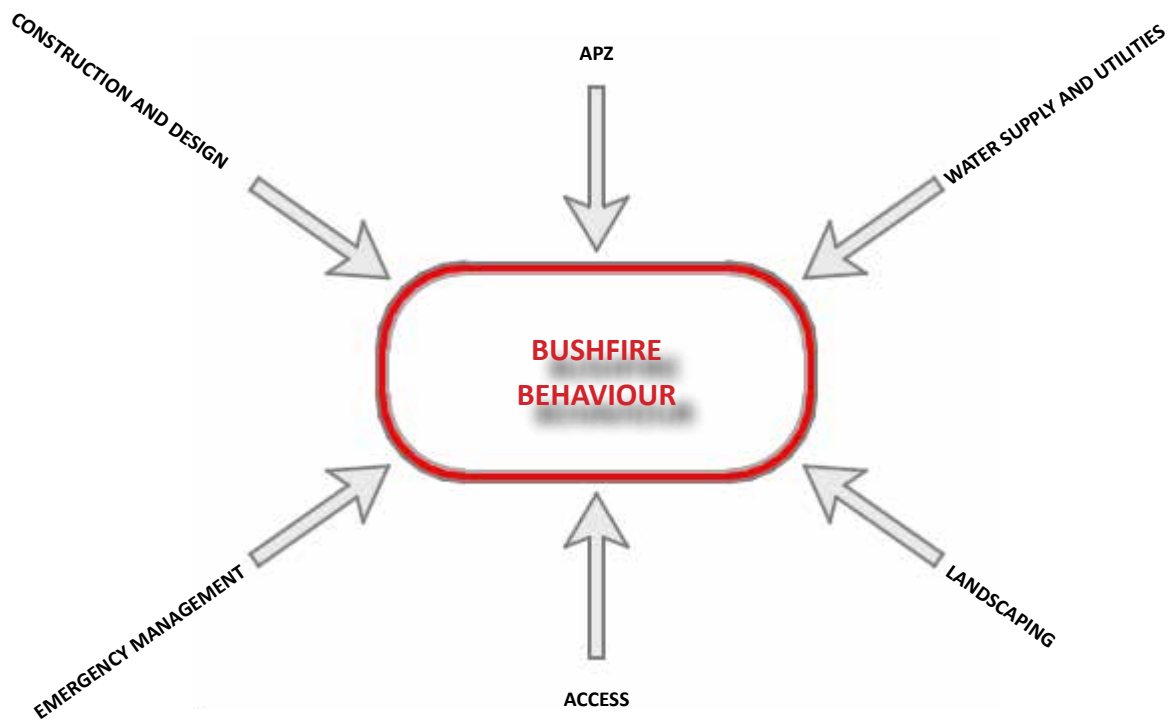 CONSTRUCTION AND DESIGN
APZ
WATER SUPPLY AND UTILITIES
BUSHFIRE
BEHAVIOUR
EMERGENCY MANAGEMENT
ACCESS
LANDSCAPING